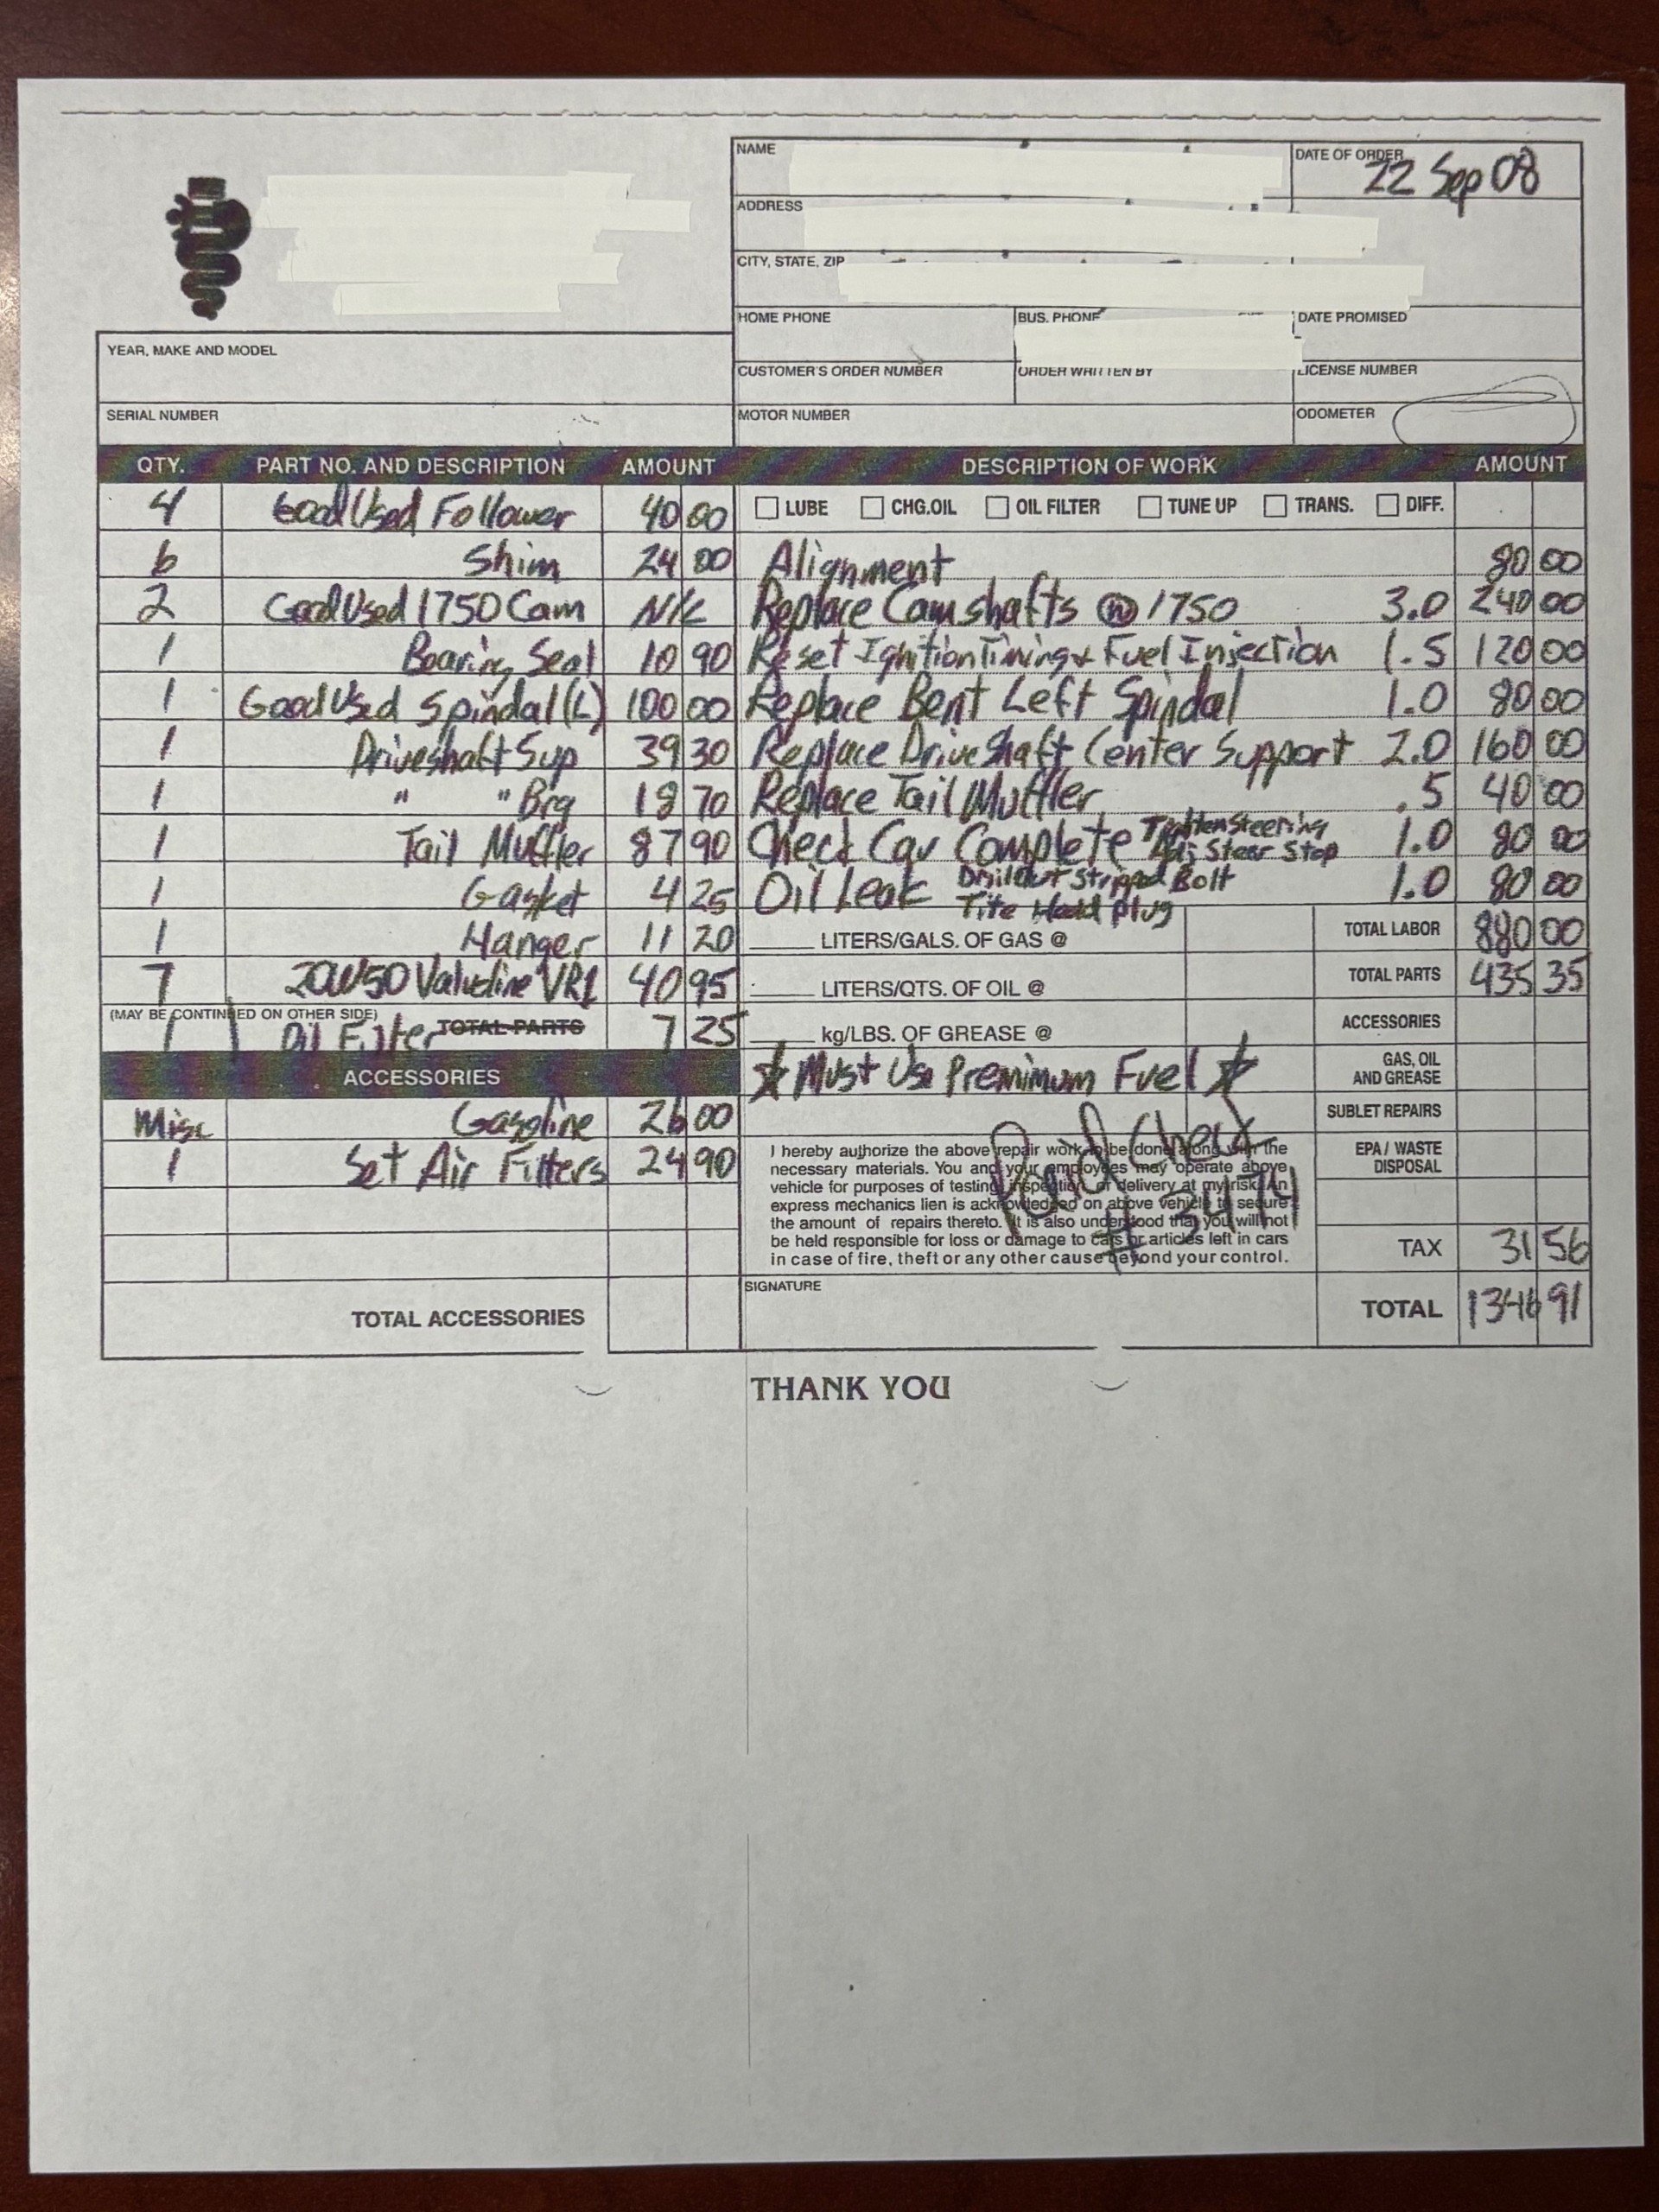 NAME
DATE OF ORDER
22 Sep 08
ADDRESS
CITY, STATE, ZIP
HOME PHONE BUS. PHONE DATE PROMISED
YEAR, MAKE AND MODEL
CUSTOMER'S ORDER NUMBER ORDER WRITTEN BY LICENSE NUMBER
SERIAL NUMBER MOTOR NUMBER ODOMETER
QTY. PART NO. AND DESCRIPTION AMOUNT DESCRIPTION OF WORK AMOUNT
4 Good Used Follower 40 00 LUBE CHG.OIL OIL FILTER TUNE UP TRANS. DIFF.
6 Shim 24 00 Alignment 80 00
2 Good Used 1750 Cam N/C Replace Camshafts 1750 3.0 240 00
1 Bearing Seal 10 90 Reset Ignition Timing + Fuel Injection 1.5 120 00
1 Good Used Spindal (L) 100 00 Replace Bent Left Spindal 1.0 80 00
1 Driveshaft Sup 39 30 Replace Driveshaft Center Support 2.0 160 00
1 " " Brg 18 70 Replace Tail Muffler .5 40 00
1 Tail Muffler 87 90 Check Car Complete Tighten Steering Adj Stear Stop 1.0 80 00
1 Gasket 4 25 Oil Leak Drill Out Stripped Bolt 1.0 80 00
Tite Head Plug
1 Hanger 11 20 LITERS/GALS. OF GAS @ TOTAL LABOR 880 00
7 20W50 Valvoline VR1 40 95 LITERS/QTS. OF OIL @ TOTAL PARTS 435 35
(MAY BE CONTINUED ON OTHER SIDE)
1 Oil Filter TOTAL PARTS 7 25 kg/LBS. OF GREASE @ ACCESSORIES
ACCESSORIES ☆ Must Use Premimum Fuel ☆ GAS, OIL AND GREASE
Misc Gasoline 26 00 SUBLET REPAIRS
1 Set Air Filters 24 90
Paid Check
# 3474
I hereby authorize the above repair work to be done along with the
necessary materials. You and your employees may operate above
vehicle for purposes of testing, inspection, or delivery at my risk. An
express mechanics lien is acknowledged on above vehicle to secure
the amount of repairs thereto. It is also understood that you will not
be held responsible for loss or damage to cars or articles left in cars
in case of fire, theft or any other cause beyond your control.
EPA / WASTE DISPOSAL
TAX 31 56
SIGNATURE
TOTAL ACCESSORIES TOTAL 1346 91
THANK YOU